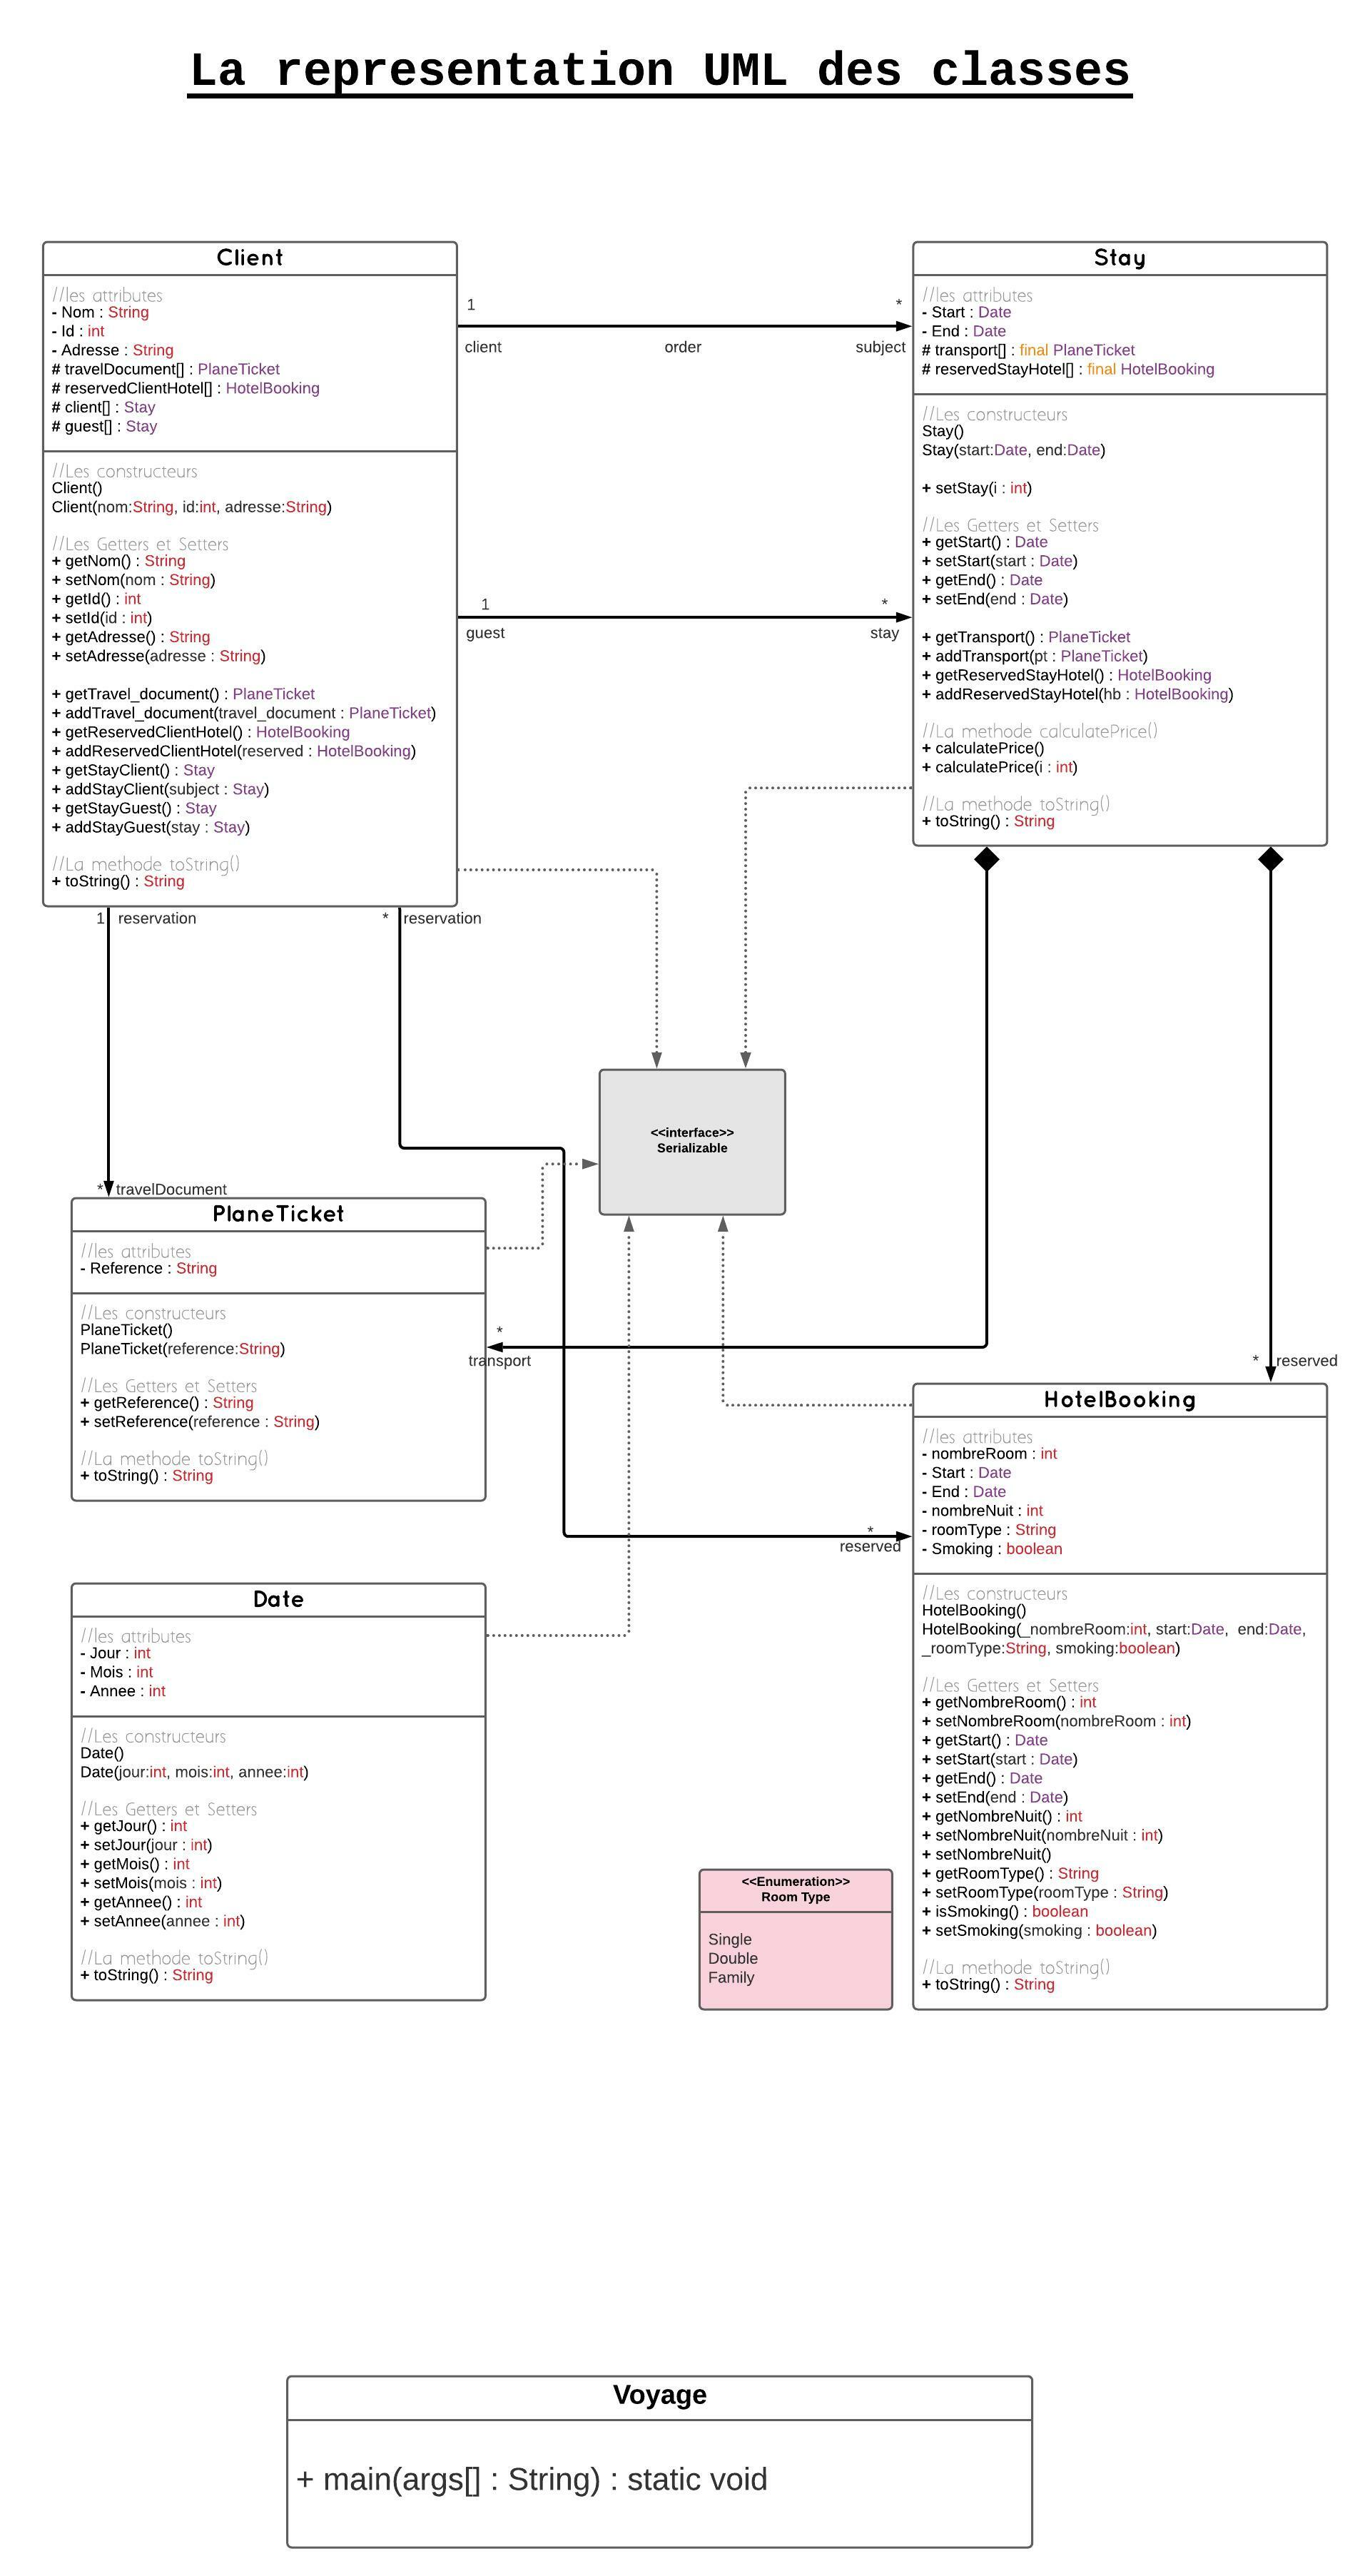 La representation UML des classes
Client
//les attributes
- Nom : String
- Id : int
- Adresse : String
# travelDocument[] : PlaneTicket
# reservedClientHotel[] : HotelBooking
# client[] : Stay
# guest[] : Stay
//Les constructeurs
Client()
Client(nom:String, id:int, adresse:String)
//Les Getters et Setters
+ getNom() : String
+ setNom(nom : String)
+ getId() : int
+ setId(id : int)
+ getAdresse() : String
+ setAdresse(adresse : String)
+ getTravel_document() : PlaneTicket
+ addTravel_document(travel_document : PlaneTicket)
+ getReservedClientHotel() : HotelBooking
+ addReservedClientHotel(reserved : HotelBooking)
+ getStayClient() : Stay
+ addStayClient(subject : Stay)
+ getStayGuest() : Stay
+ addStayGuest(stay : Stay)
//La methode toString()
+ toString() : String
1 *
client order subject
1 *
guest stay
Stay
//les attributes
- Start : Date
- End : Date
# transport[] : final PlaneTicket
# reservedStayHotel[] : final HotelBooking
//Les constructeurs
Stay()
Stay(start:Date, end:Date)
+ setStay(i : int)
//Les Getters et Setters
+ getStart() : Date
+ setStart(start : Date)
+ getEnd() : Date
+ setEnd(end : Date)
+ getTransport() : PlaneTicket
+ addTransport(pt : PlaneTicket)
+ getReservedStayHotel() : HotelBooking
+ addReservedStayHotel(hb : HotelBooking)
//La methode calculatePrice()
+ calculatePrice()
+ calculatePrice(i : int)
//La methode toString()
+ toString() : String
1 reservation
* reservation
<<interface>>
Serializable
* travelDocument
PlaneTicket
//les attributes
- Reference : String
//Les constructeurs
PlaneTicket()
PlaneTicket(reference:String)
//Les Getters et Setters
+ getReference() : String
+ setReference(reference : String)
//La methode toString()
+ toString() : String
*
transport
* reserved
*
reserved
HotelBooking
//les attributes
- nombreRoom : int
- Start : Date
- End : Date
- nombreNuit : int
- roomType : String
- Smoking : boolean
//Les constructeurs
HotelBooking()
HotelBooking(_nombreRoom:int, start:Date, end:Date,
_roomType:String, smoking:boolean)
//Les Getters et Setters
+ getNombreRoom() : int
+ setNombreRoom(nombreRoom : int)
+ getStart() : Date
+ setStart(start : Date)
+ getEnd() : Date
+ setEnd(end : Date)
+ getNombreNuit() : int
+ setNombreNuit(nombreNuit : int)
+ setNombreNuit()
+ getRoomType() : String
+ setRoomType(roomType : String)
+ isSmoking() : boolean
+ setSmoking(smoking : boolean)
//La methode toString()
+ toString() : String
Date
//les attributes
- Jour : int
- Mois : int
- Annee : int
//Les constructeurs
Date()
Date(jour:int, mois:int, annee:int)
//Les Getters et Setters
+ getJour() : int
+ setJour(jour : int)
+ getMois() : int
+ setMois(mois : int)
+ getAnnee() : int
+ setAnnee(annee : int)
//La methode toString()
+ toString() : String
<<Enumeration>>
Room Type
Single
Double
Family
Voyage
+ main(args[] : String) : static void